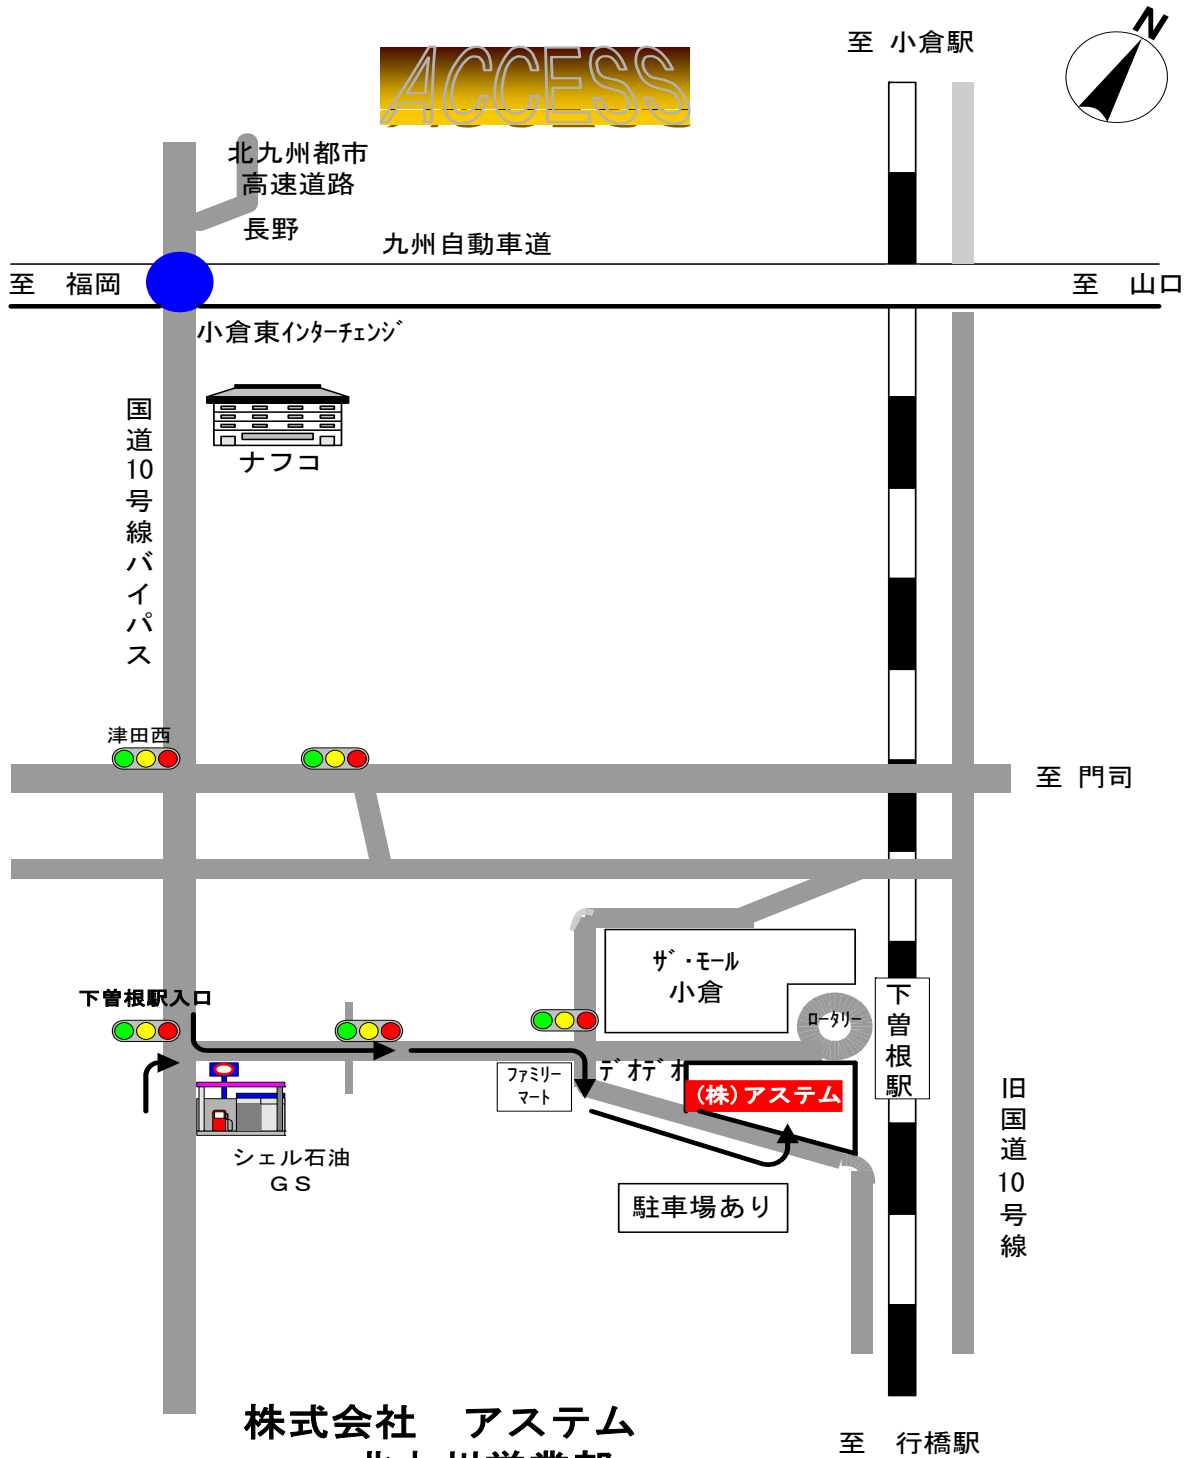 ACCESS
N
至 小倉駅
北九州都市
高速道路
長野
九州自動車道
至 福岡
至 山口
小倉東ｲﾝﾀｰﾁｪﾝｼﾞ
国道10号線バイパス
ナフコ
津田西
至 門司
ｻﾞ・ﾓｰﾙ
小倉
下曽根駅入口
ﾛｰﾀﾘｰ
下曽根駅
ﾌｧﾐﾘｰ
ﾏｰﾄ
ﾃﾞｵﾃﾞｵ
(株)アステム
旧国道10号線
シェル石油
ＧＳ
駐車場あり
株式会社 アステム
至 行橋駅